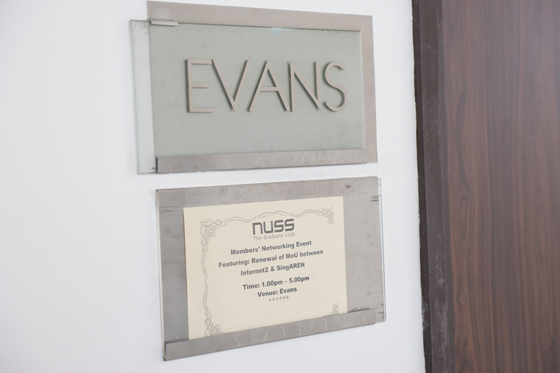 EVANS
nuss
The Graduate Club
Members' Networking Event
Featuring: Renewal of MoU between
Internet2 & SingAREN
Time: 1.00pm – 5.00pm
Venue: Evans
******